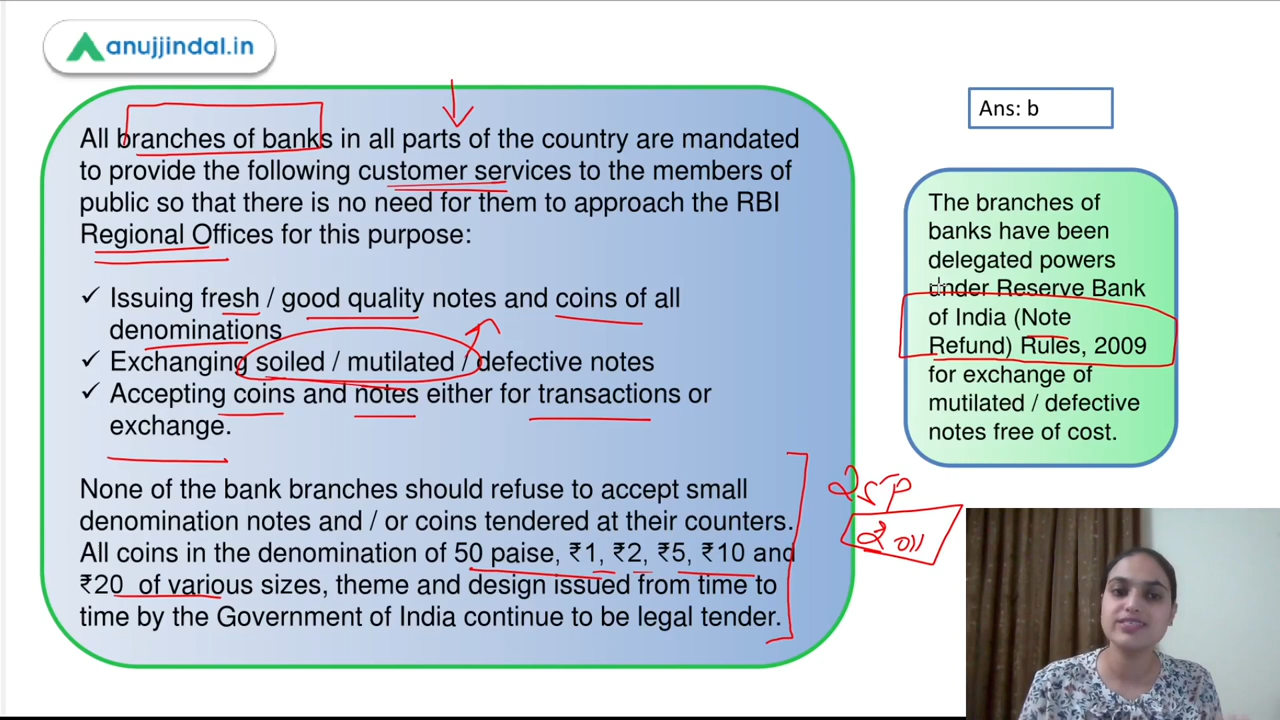 anujjindal.in
All branches of banks in all parts of the country are mandated
to provide the following customer services to the members of
public so that there is no need for them to approach the RBI
Regional Offices for this purpose:
✓ Issuing fresh / good quality notes and coins of all
denominations
✓ Exchanging soiled / mutilated / defective notes
✓ Accepting coins and notes either for transactions or
exchange.
None of the bank branches should refuse to accept small
denomination notes and / or coins tendered at their counters.
All coins in the denomination of 50 paise, ₹1, ₹2, ₹5, ₹10 and
₹20 of various sizes, theme and design issued from time to
time by the Government of India continue to be legal tender.
Ans: b
The branches of
banks have been
delegated powers
under Reserve Bank
of India (Note
Refund) Rules, 2009
for exchange of
mutilated / defective
notes free of cost.
25P
2011